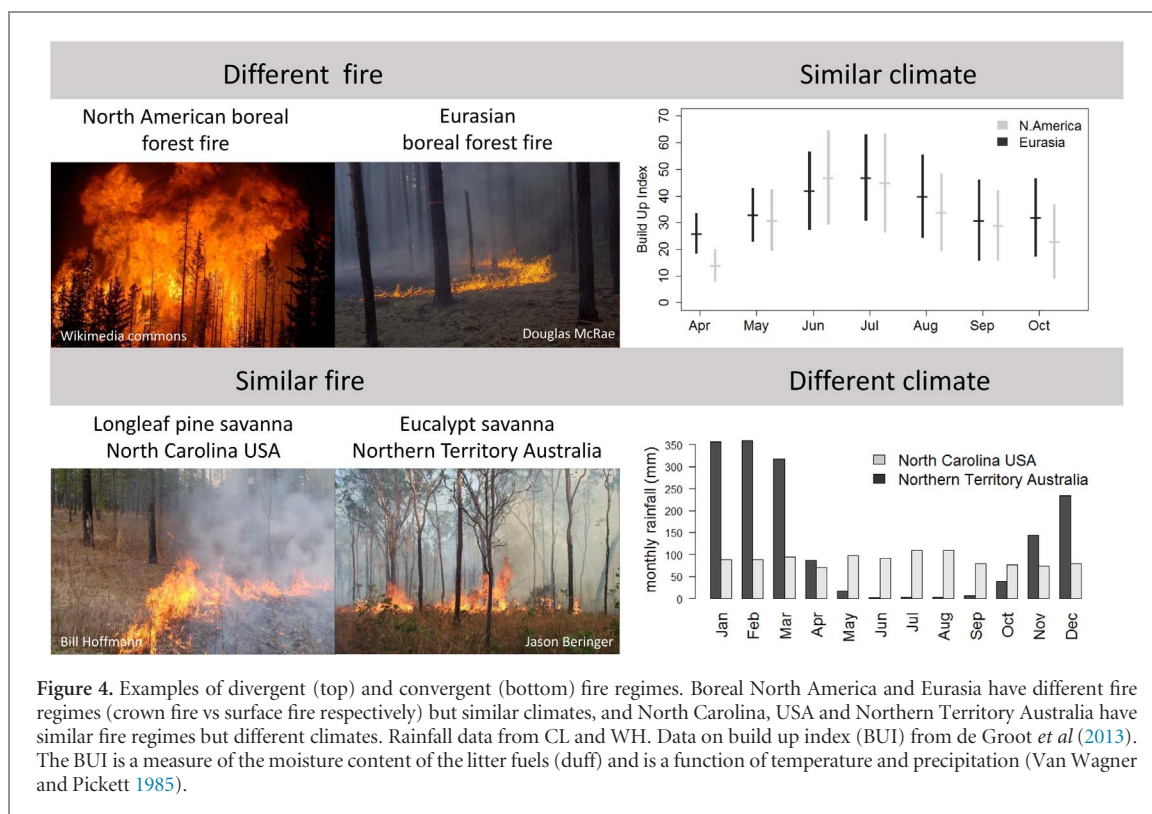 Different fire
Similar climate
North American boreal
forest fire
Eurasian
boreal forest fire
Wikimedia commons
Douglas McRae
Build Up Index
70
60
50
40
30
20
10
0
N.America
Eurasia
Apr May Jun Jul Aug Sep Oct
Similar fire
Different climate
Longleaf pine savanna
North Carolina USA
Eucalypt savanna
Northern Territory Australia
Bill Hoffmann
Jason Beringer
monthly rainfall (mm)
350
300
250
200
150
100
50
0
North Carolina USA
Northern Territory Australia
Jan Feb Mar Apr May Jun Jul Aug Sep Oct Nov Dec
Figure 4. Examples of divergent (top) and convergent (bottom) fire regimes. Boreal North America and Eurasia have different fire
regimes (crown fire vs surface fire respectively) but similar climates, and North Carolina, USA and Northern Territory Australia have
similar fire regimes but different climates. Rainfall data from CL and WH. Data on build up index (BUI) from de Groot et al (2013).
The BUI is a measure of the moisture content of the litter fuels (duff) and is a function of temperature and precipitation (Van Wagner
and Pickett 1985).